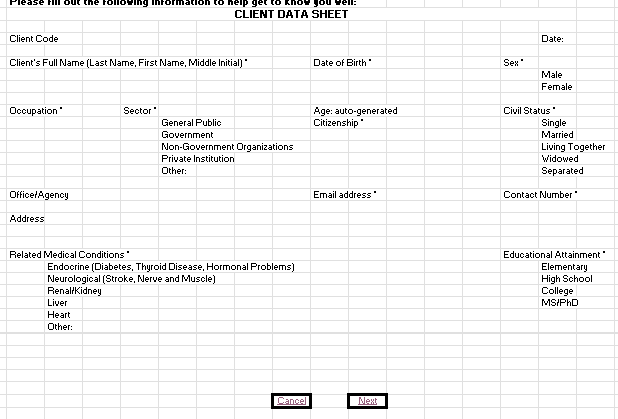 Please fill out the following information to help get to know you well:
CLIENT DATA SHEET
Client Code Date:
Client's Full Name (Last Name, First Name, Middle Initial) * Date of Birth * Sex *
Male
Female
Occupation * Sector * Age: auto-generated Civil Status *
General Public Citizenship * Single
Government Married
Non-Government Organizations Living Together
Private Institution Widowed
Other: Separated
Office/Agency Email address * Contact Number *
Address
Related Medical Conditions * Educational Attainment *
Endocrine (Diabetes, Thyroid Disease, Hormonal Problems) Elementary
Neurological (Stroke, Nerve and Muscle) High School
Renal/Kidney College
Liver MS/PhD
Heart
Other:
Cancel Next